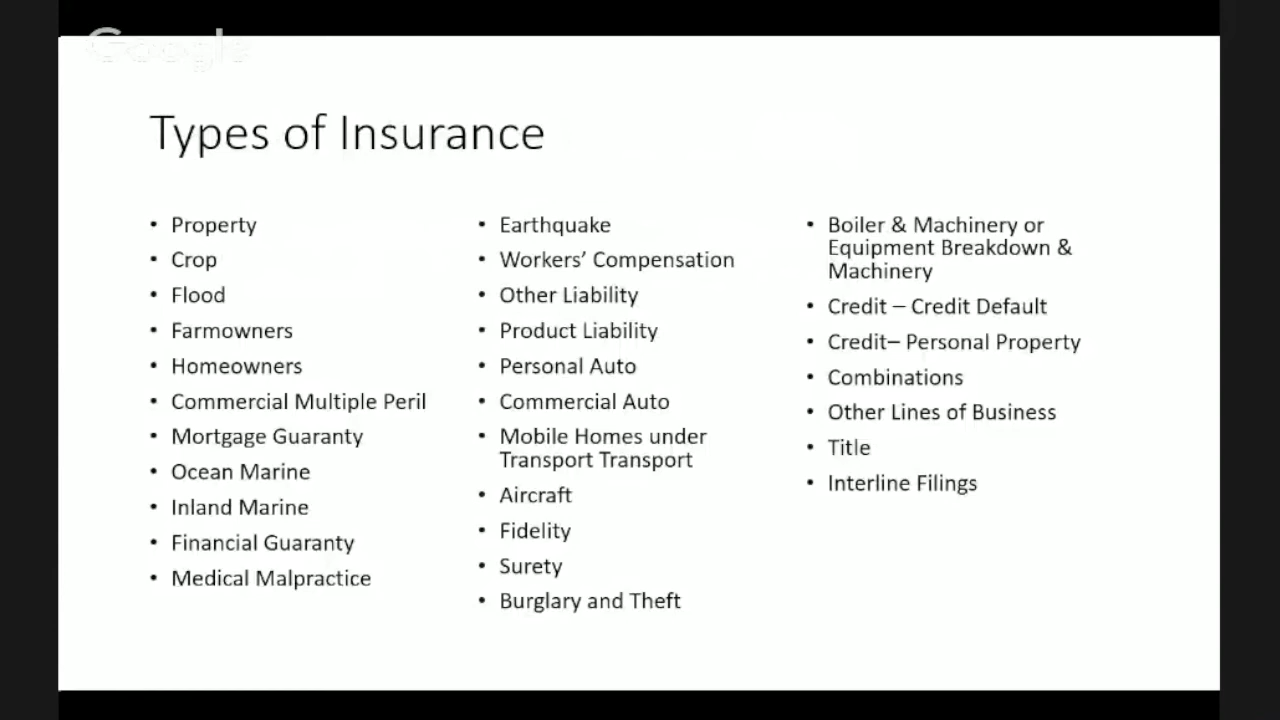 Google
Types of Insurance
• Property
• Crop
• Flood
• Farmowners
• Homeowners
• Commercial Multiple Peril
• Mortgage Guaranty
• Ocean Marine
• Inland Marine
• Financial Guaranty
• Medical Malpractice
• Earthquake
• Workers’ Compensation
• Other Liability
• Product Liability
• Personal Auto
• Commercial Auto
• Mobile Homes under
Transport Transport
• Aircraft
• Fidelity
• Surety
• Burglary and Theft
• Boiler & Machinery or
Equipment Breakdown &
Machinery
• Credit – Credit Default
• Credit– Personal Property
• Combinations
• Other Lines of Business
• Title
• Interline Filings